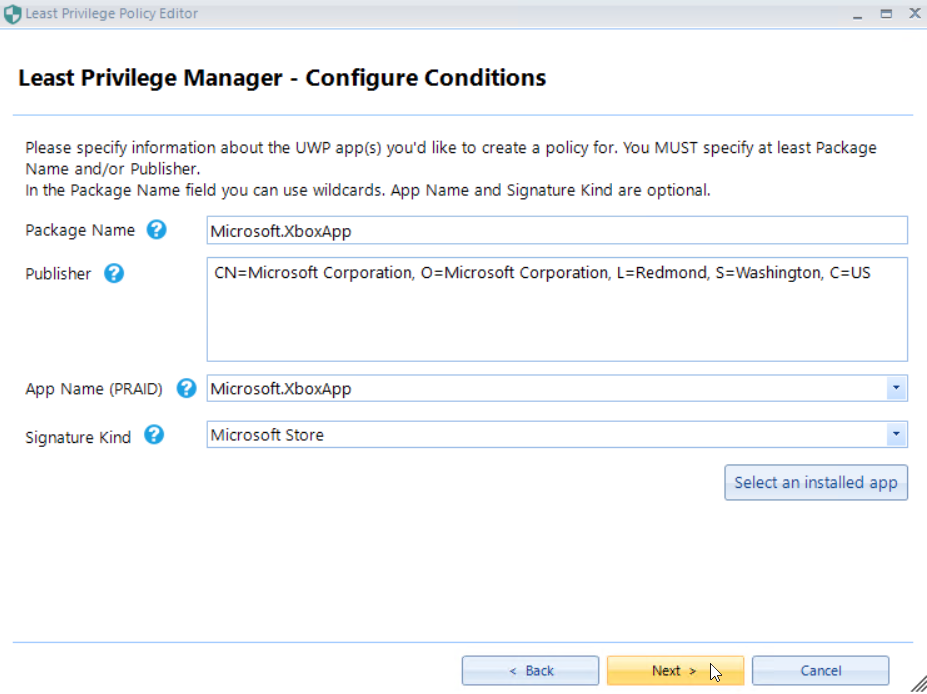 Least Privilege Policy Editor
Least Privilege Manager - Configure Conditions
Please specify information about the UWP app(s) you'd like to create a policy for. You MUST specify at least Package
Name and/or Publisher.
In the Package Name field you can use wildcards. App Name and Signature Kind are optional.
Package Name ?
Microsoft.XboxApp
Publisher ?
CN=Microsoft Corporation, O=Microsoft Corporation, L=Redmond, S=Washington, C=US
App Name (PRAID) ?
Microsoft.XboxApp
Signature Kind ?
Microsoft Store
Select an installed app
< Back
Next >
Cancel